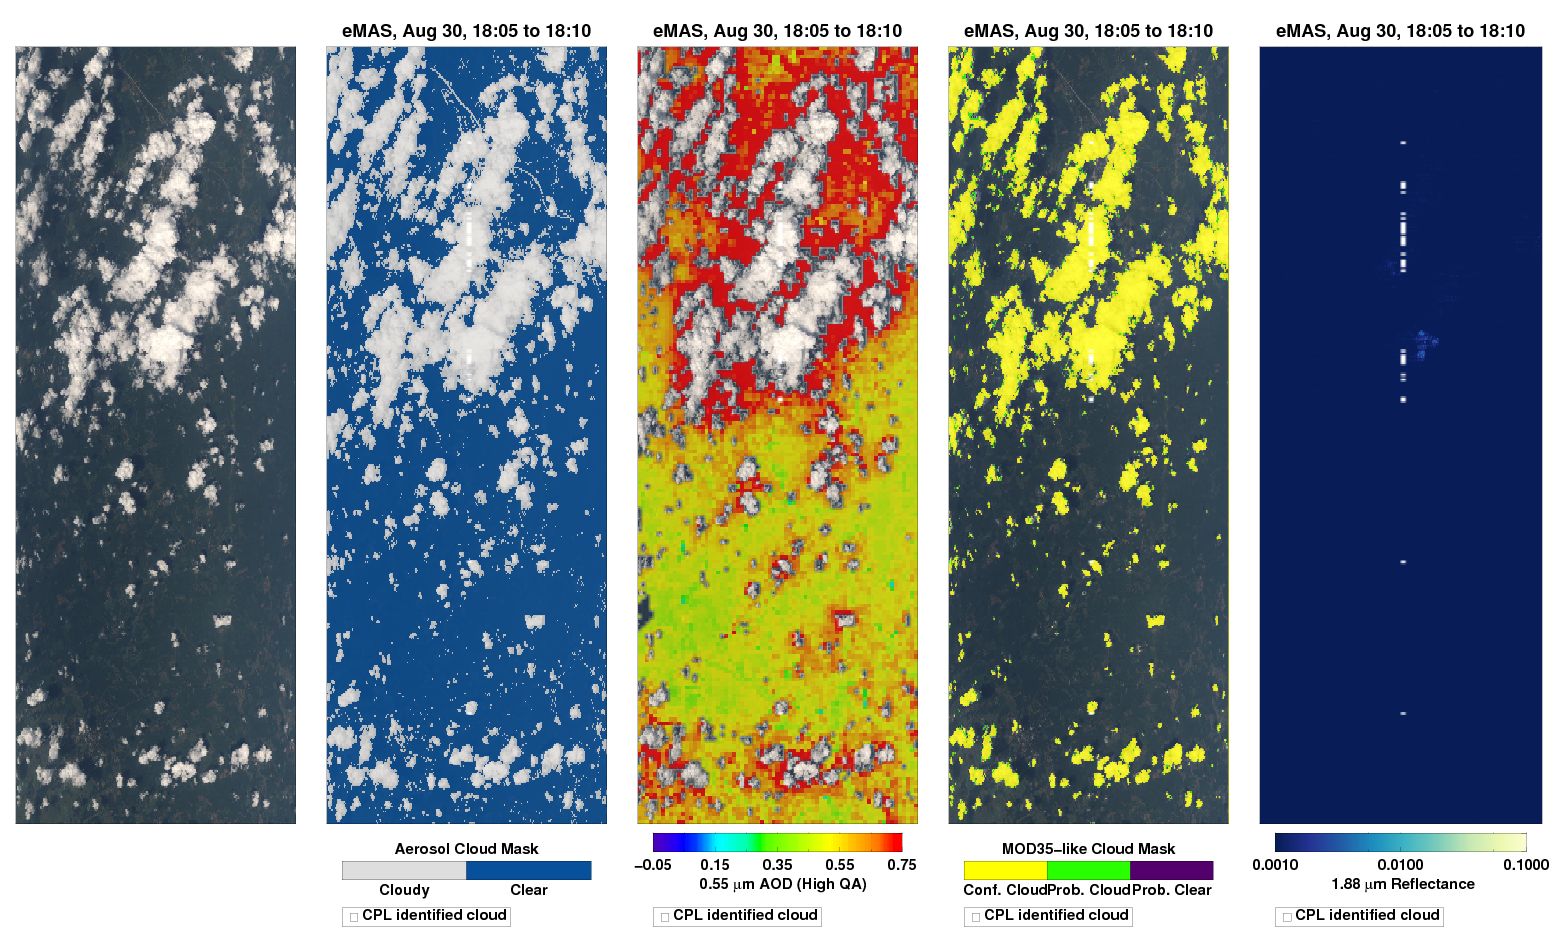 eMAS, Aug 30, 18:05 to 18:10
eMAS, Aug 30, 18:05 to 18:10
eMAS, Aug 30, 18:05 to 18:10
eMAS, Aug 30, 18:05 to 18:10
Aerosol Cloud Mask
Cloudy Clear
CPL identified cloud
−0.05 0.15 0.35 0.55 0.75
0.55 μm AOD (High QA)
CPL identified cloud
MOD35−like Cloud Mask
Conf. Cloud Prob. Cloud Prob. Clear
CPL identified cloud
0.0010 0.0100 0.1000
1.88 μm Reflectance
CPL identified cloud